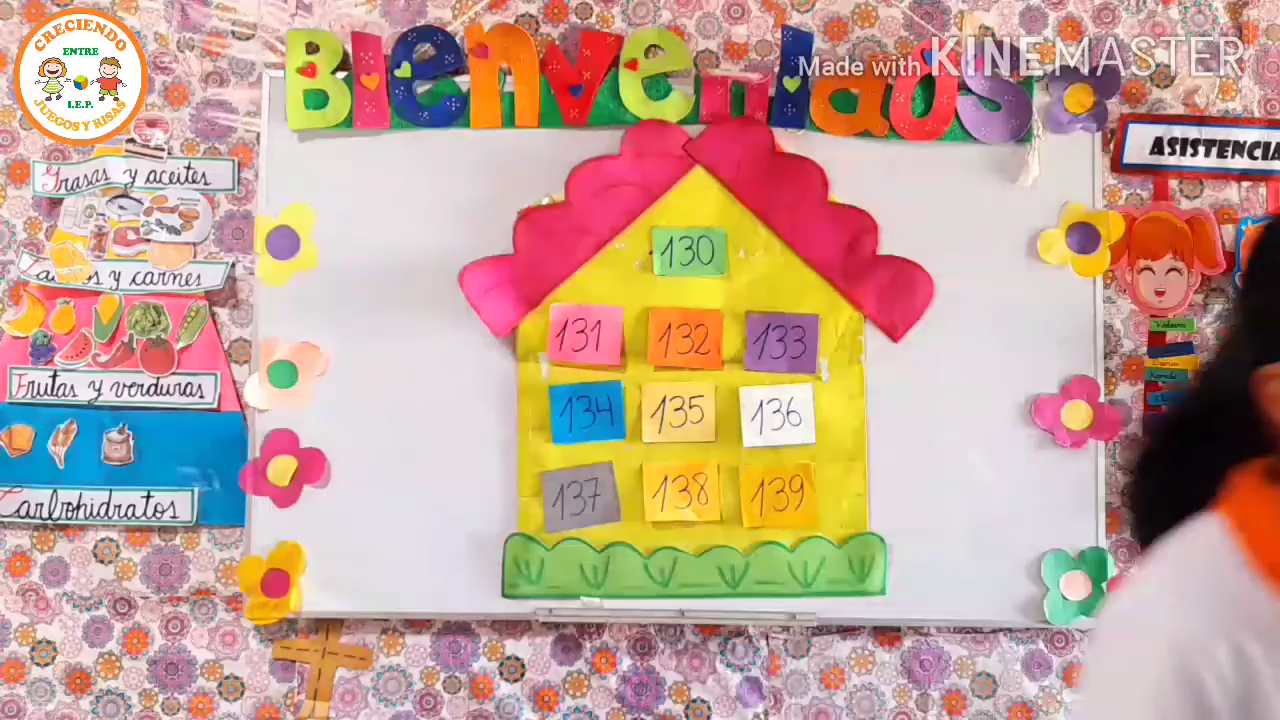 CRECIENDO
ENTRE
I.E.P.
JUEGOS Y RISAS
Bienvenidos
Made with KINEMASTER
ASISTENCIA
Grasas y aceites
y carnes
Frutas y verduras
Carbohidratos
130
131 132 133
134 135 136
137 138 139